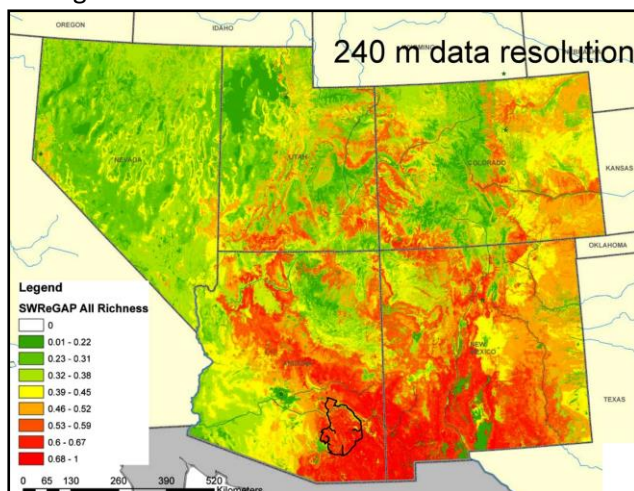 OREGON
IDAHO
240 m data resolution
NEVADA
UTAH
COLORADO
KANSAS
OKLAHOMA
NEW
MEXICO
TEXAS
Legend
SWReGAP All Richness
0
0.01 - 0.22
0.23 - 0.31
0.32 - 0.38
0.39 - 0.45
0.46 - 0.52
0.53 - 0.59
0.6 - 0.67
0.68 - 1
0 65 130 260 390 520
Kilometers